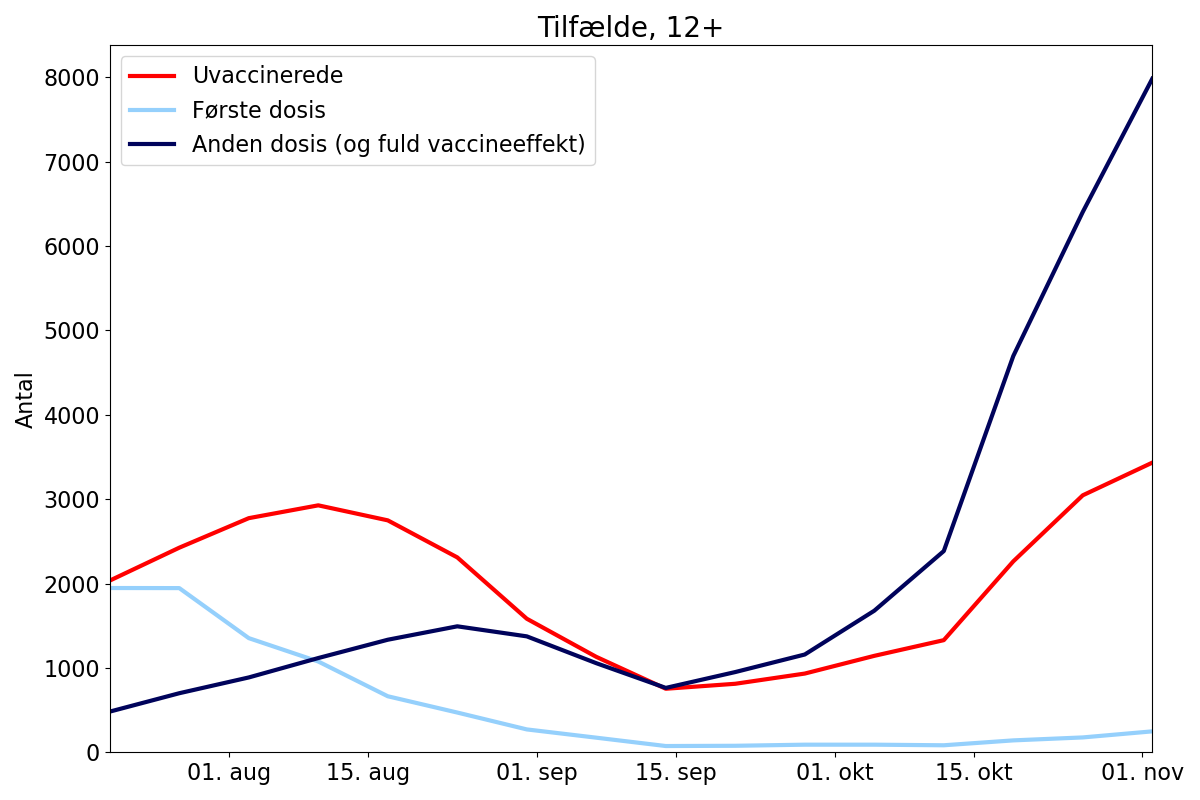 Tilfælde, 12+
Uvaccinerede
Første dosis
Anden dosis (og fuld vaccineeffekt)
8000
7000
6000
5000
4000
3000
2000
1000
0
Antal
01. aug
15. aug
01. sep
15. sep
01. okt
15. okt
01. nov